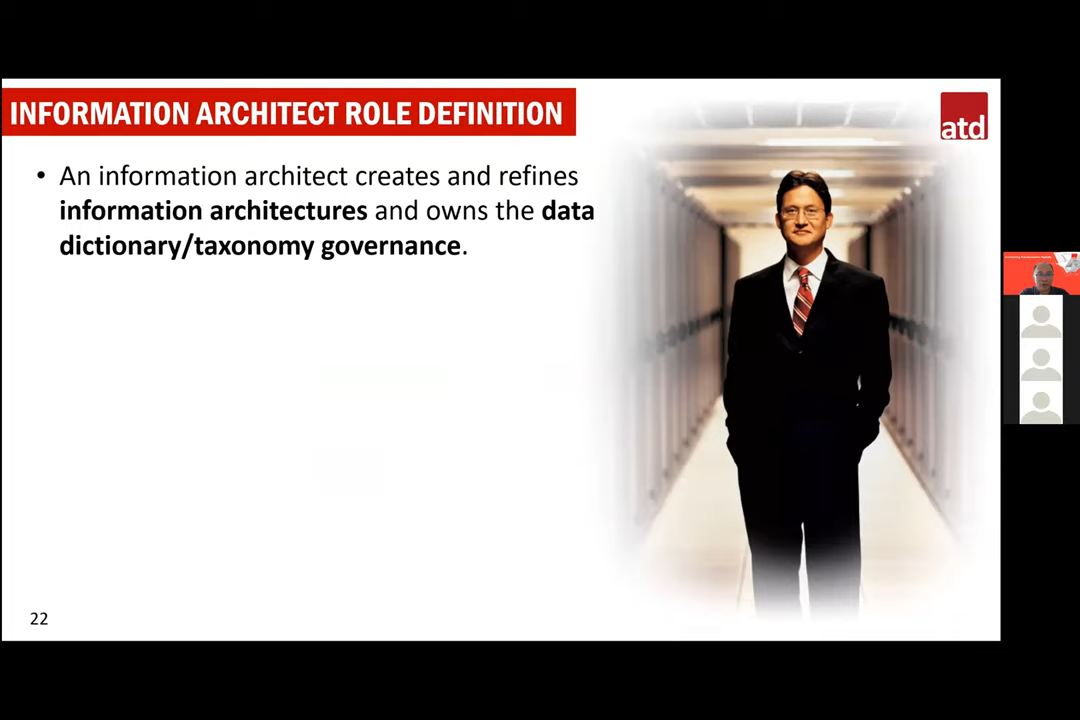 INFORMATION ARCHITECT ROLE DEFINITION
atd
• An information architect creates and refines
information architectures and owns the data
dictionary/taxonomy governance.
22